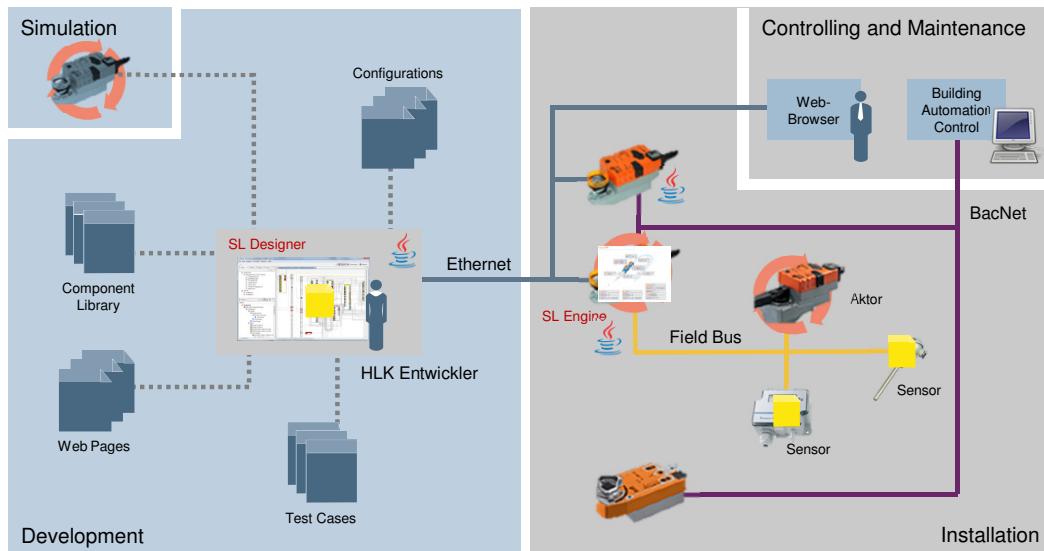 Simulation
Controlling and Maintenance
Configurations
Web-
Browser
Building
Automation
Control
BacNet
SL Designer
Ethernet
Component
Library
SL Engine
Aktor
Field Bus
HLK Entwickler
Sensor
Web Pages
Sensor
Test Cases
Development
Installation